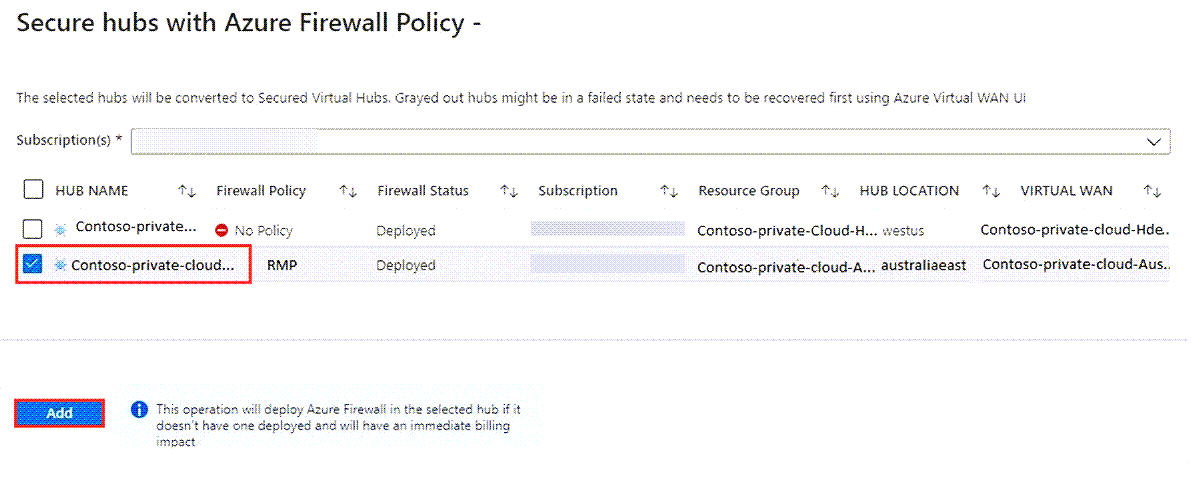 Secure hubs with Azure Firewall Policy -
The selected hubs will be converted to Secured Virtual Hubs. Grayed out hubs might be in a failed state and needs to be recovered first using Azure Virtual WAN UI
Subscription(s) *
HUB NAME ↑↓ Firewall Policy ↑↓ Firewall Status ↑↓ Subscription ↑↓ Resource Group ↑↓ HUB LOCATION ↑↓ VIRTUAL WAN ↑↓
Contoso-private... No Policy Deployed Contoso-private-Cloud-H... westus Contoso-private-cloud-Hde..
Contoso-private-cloud... RMP Deployed Contoso-private-cloud-A... australiaeast Contoso-private-cloud-Aus..
Add
This operation will deploy Azure Firewall in the selected hub if it
doesn't have one deployed and will have an immediate billing
impact